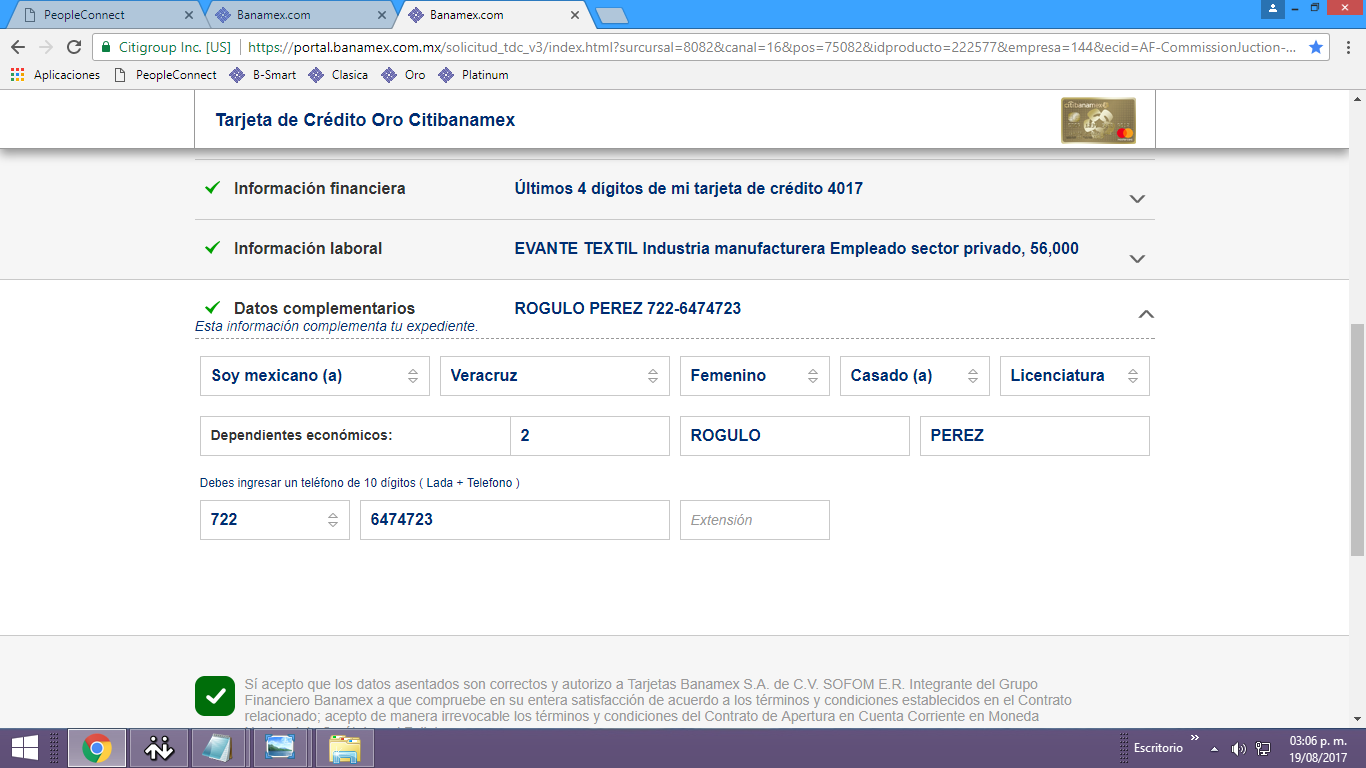 PeopleConnect
Banamex.com
Banamex.com
Citigroup Inc. [US] https://portal.banamex.com.mx/solicitud_tdc_v3/index.html?surcursal=8082&canal=16&pos=75082&idproducto=222577&empresa=144&ecid=AF-CommissionJuction-...
Aplicaciones PeopleConnect B-Smart Clasica Oro Platinum
Tarjeta de Crédito Oro Citibanamex
citibanamex
Información financiera Últimos 4 dígitos de mi tarjeta de crédito 4017
Información laboral EVANTE TEXTIL Industria manufacturera Empleado sector privado, 56,000
Datos complementarios ROGULO PEREZ 722-6474723
Esta información complementa tu expediente.
Soy mexicano (a) Veracruz Femenino Casado (a) Licenciatura
Dependientes económicos: 2 ROGULO PEREZ
Debes ingresar un teléfono de 10 dígitos ( Lada + Telefono )
722 6474723 Extensión
Sí acepto que los datos asentados son correctos y autorizo a Tarjetas Banamex S.A. de C.V. SOFOM E.R. Integrante del Grupo
Financiero Banamex a que compruebe en su entera satisfacción de acuerdo a los términos y condiciones establecidos en el Contrato
relacionado; acepto de manera irrevocable los términos y condiciones del Contrato de Apertura en Cuenta Corriente en Moneda
Escritorio
03:06 p. m.
19/08/2017